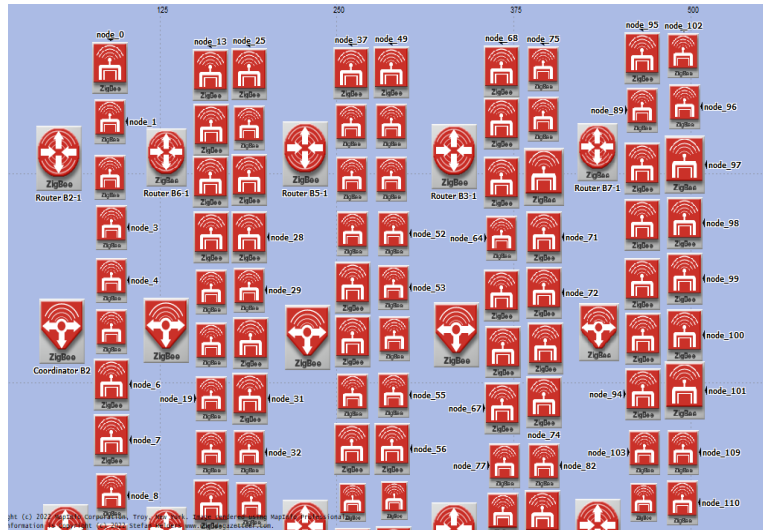 125 250 375 500
node_0 node_13 node_25 node_37 node_49 node_68 node_75 node_95 node_102
ZigBee
node_1 node_89 node_96
Router B2-1 Router B6-1 Router B5-1 Router B3-1 Router B7-1 node_97
node_3 node_28 node_52 node_64 node_71 node_98
node_4 node_29 node_53 node_72 node_99
Coordinator B2 node_100
node_6 node_19 node_31 node_55 node_67 node_94 node_101
node_7 node_32 node_56 node_74
node_77 node_82 node_103 node_109
node_8 node_110